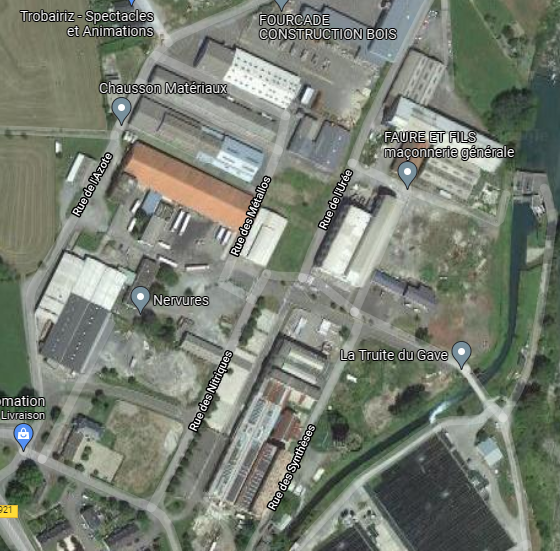 Trobairiz - Spectacles
et Animations
FOURCADE
CONSTRUCTION BOIS
Chausson Matériaux
FAURE ET FILS
maçonnerie générale
Rue de l'Azote
Rue des Métallos
Rue de l'Urée
Nervures
La Truite du Gave
Rue des Nitriques
omation
Livraison
Rue des Synthèses
921